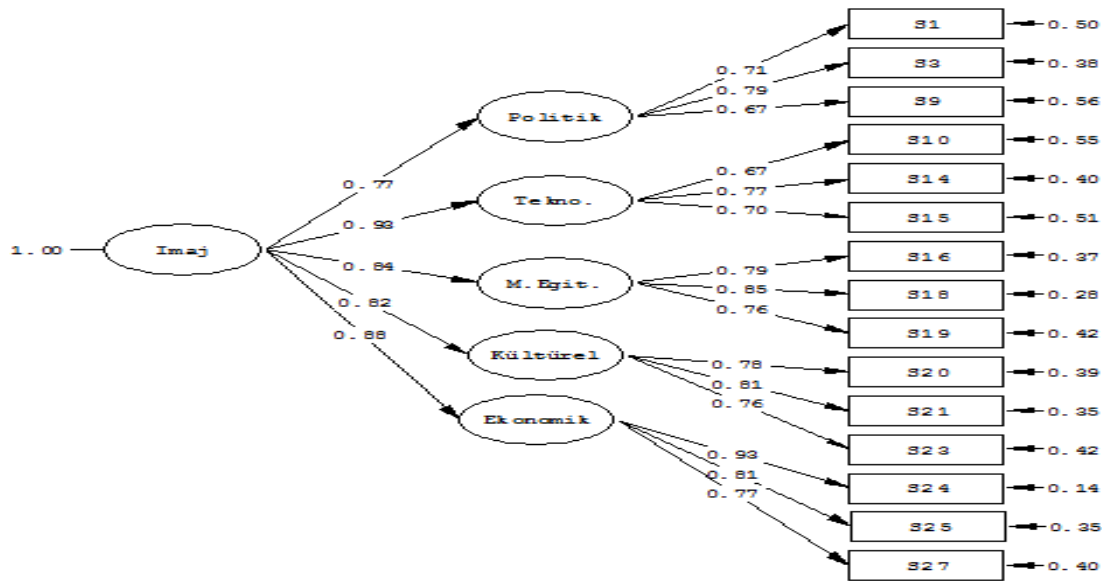 S1
0.50
0.71
S3
0.38
0.79
S9
0.56
0.67
Politik
S10
0.55
0.67
0.77
S14
0.40
0.77
Tekno.
S15
0.51
0.70
0.93
1.00
Imaj
S16
0.37
0.79
0.84
M.Egit.
S18
0.28
0.85
0.82
S19
0.42
0.76
0.88
Kültürel
S20
0.39
0.78
S21
0.35
0.81
0.76
Ekonomik
S23
0.42
0.93
S24
0.14
0.81
0.77
S25
0.35
S27
0.40